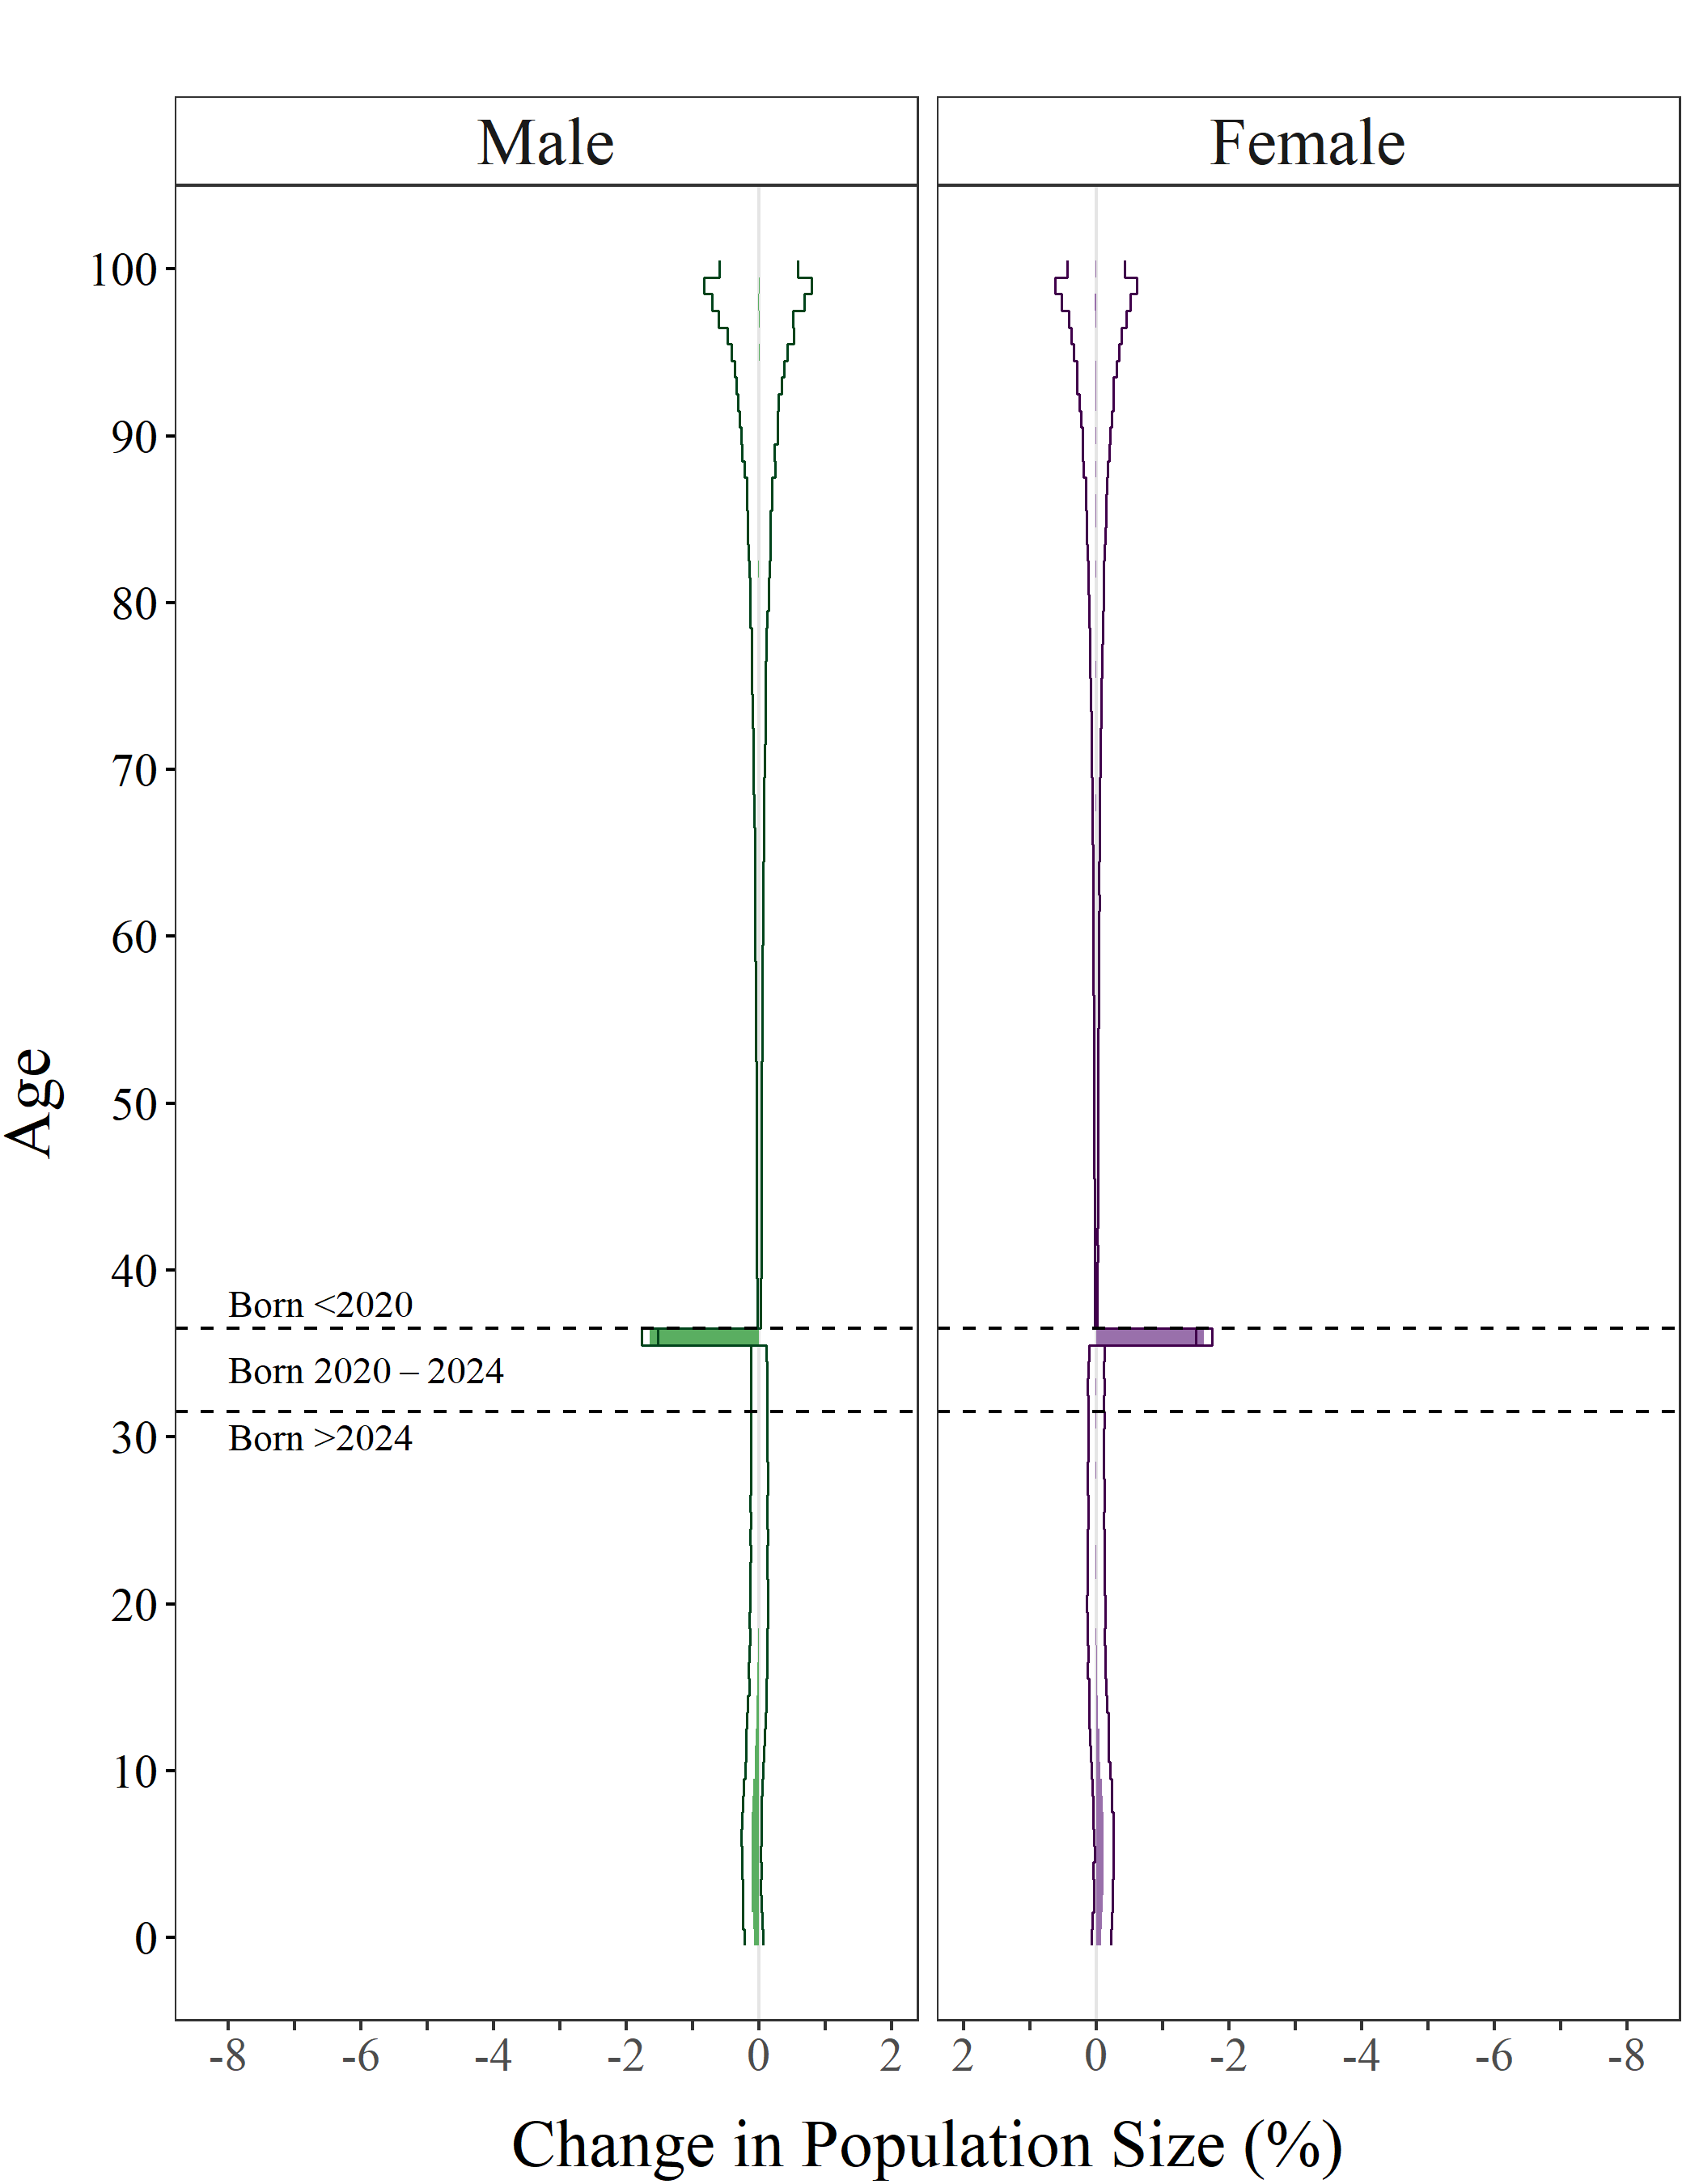 Male
Female
100
90
80
70
60
50
40
30
20
10
0
Age
Born <2020
Born 2020 – 2024
Born >2024
-8 -6 -4 -2 0 2
2 0 -2 -4 -6 -8
Change in Population Size (%)